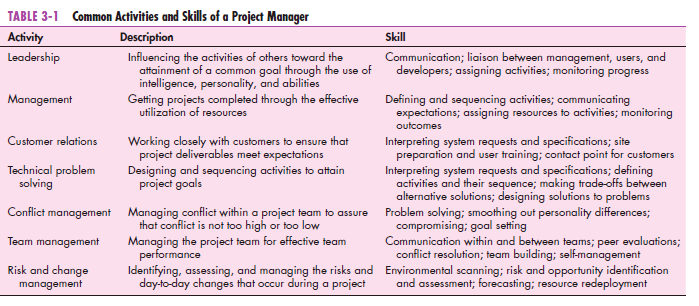 TABLE 3-1 Common Activities and Skills of a Project Manager
Activity Description Skill
Leadership Influencing the activities of others toward the Communication; liaison between management, users, and
attainment of a common goal through the use of developers; assigning activities; monitoring progress
intelligence, personality, and abilities
Management Getting projects completed through the effective Defining and sequencing activities; communicating
utilization of resources expectations; assigning resources to activities; monitoring
outcomes
Customer relations Working closely with customers to ensure that Interpreting system requests and specifications; site
project deliverables meet expectations preparation and user training; contact point for customers
Technical problem Designing and sequencing activities to attain Interpreting system requests and specifications; defining
solving project goals activities and their sequence; making trade-offs between
alternative solutions; designing solutions to problems
Conflict management Managing conflict within a project team to assure Problem solving; smoothing out personality differences;
that conflict is not too high or too low compromising; goal setting
Team management Managing the project team for effective team Communication within and between teams; peer evaluations;
performance conflict resolution; team building; self-management
Risk and change Identifying, assessing, and managing the risks and Environmental scanning; risk and opportunity identification
management day-to-day changes that occur during a project and assessment; forecasting; resource redeployment